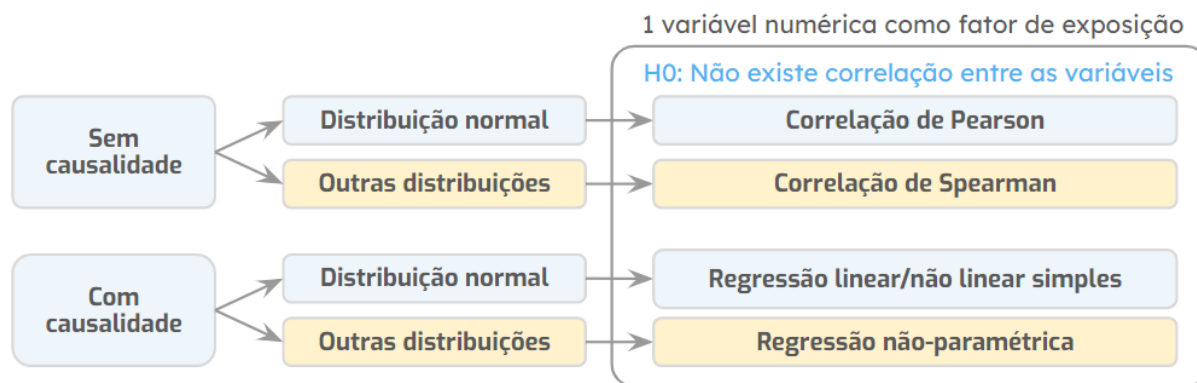 1 variável numérica como fator de exposição
H0: Não existe correlação entre as variáveis
Sem
causalidade
Distribuição normal
Correlação de Pearson
Outras distribuições
Correlação de Spearman
Com
causalidade
Distribuição normal
Regressão linear/não linear simples
Outras distribuições
Regressão não-paramétrica